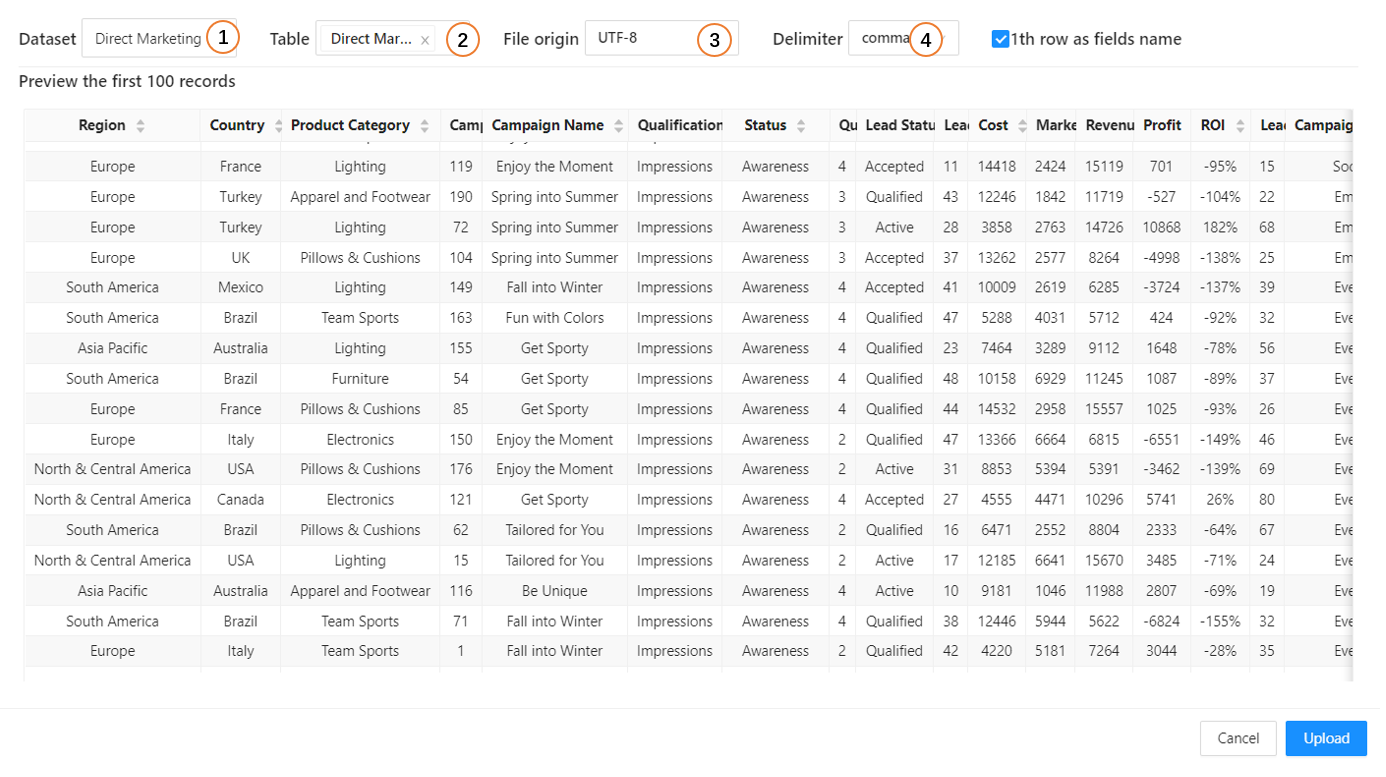 Dataset Direct Marketing 1 Table Direct Mar... × 2 File origin UTF-8 3 Delimiter comma 4 1th row as fields name
Preview the first 100 records
Region Country Product Category Camp Campaign Name Qualification Status Qu Lead Statu Lead Cost Marke Revenu Profit ROI Lead Campaig
Europe France Lighting 119 Enjoy the Moment Impressions Awareness 4 Accepted 11 14418 2424 15119 701 -95% 15 Soc
Europe Turkey Apparel and Footwear 190 Spring into Summer Impressions Awareness 3 Qualified 43 12246 1842 11719 -527 -104% 22 Em
Europe Turkey Lighting 72 Spring into Summer Impressions Awareness 3 Active 28 3858 2763 14726 10868 182% 68 Em
Europe UK Pillows & Cushions 104 Spring into Summer Impressions Awareness 3 Accepted 37 13262 2577 8264 -4998 -138% 25 Em
South America Mexico Lighting 149 Fall into Winter Impressions Awareness 4 Accepted 41 10009 2619 6285 -3724 -137% 39 Eve
South America Brazil Team Sports 163 Fun with Colors Impressions Awareness 4 Qualified 47 5288 4031 5712 424 -92% 32 Eve
Asia Pacific Australia Lighting 155 Get Sporty Impressions Awareness 4 Qualified 23 7464 3289 9112 1648 -78% 56 Eve
South America Brazil Furniture 54 Get Sporty Impressions Awareness 4 Qualified 48 10158 6929 11245 1087 -89% 37 Eve
Europe France Pillows & Cushions 85 Get Sporty Impressions Awareness 4 Qualified 44 14532 2958 15557 1025 -93% 26 Eve
Europe Italy Electronics 150 Enjoy the Moment Impressions Awareness 2 Qualified 47 13366 6664 6815 -6551 -149% 46 Eve
North & Central America USA Pillows & Cushions 176 Enjoy the Moment Impressions Awareness 2 Active 31 8853 5394 5391 -3462 -139% 69 Eve
North & Central America Canada Electronics 121 Get Sporty Impressions Awareness 4 Accepted 27 4555 4471 10296 5741 26% 80 Eve
South America Brazil Pillows & Cushions 62 Tailored for You Impressions Awareness 2 Qualified 16 6471 2552 8804 2333 -64% 67 Eve
North & Central America USA Lighting 15 Tailored for You Impressions Awareness 2 Active 17 12185 6641 15670 3485 -71% 24 Eve
Asia Pacific Australia Apparel and Footwear 116 Be Unique Impressions Awareness 4 Active 10 9181 1046 11988 2807 -69% 19 Eve
South America Brazil Team Sports 71 Fall into Winter Impressions Awareness 4 Qualified 38 12446 5944 5622 -6824 -155% 32 Eve
Europe Italy Team Sports 1 Fall into Winter Impressions Awareness 2 Qualified 42 4220 5181 7264 3044 -28% 35 Eve
Cancel Upload